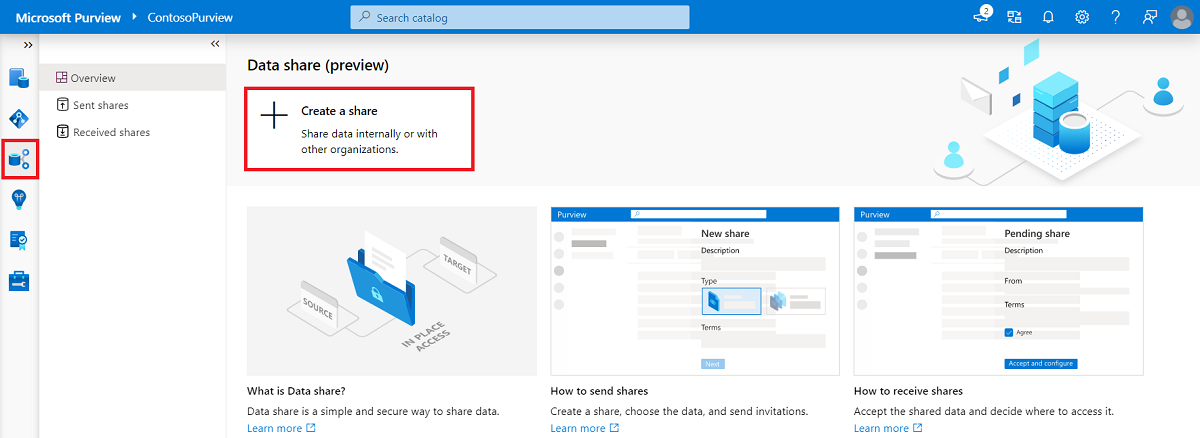 Microsoft Purview ContosoPurview Search catalog 2
Overview
Sent shares
Received shares
Data share (preview)
Create a share
Share data internally or with
other organizations.
SOURCE
TARGET
IN PLACE
ACCESS
What is Data share?
Data share is a simple and secure way to share data.
Learn more
Purview
New share
Description
Type
Terms
Next
How to send shares
Create a share, choose the data, and send invitations.
Learn more
Purview
Pending share
Description
From
Terms
Agree
Accept and configure
How to receive shares
Accept the shared data and decide where to access it.
Learn more